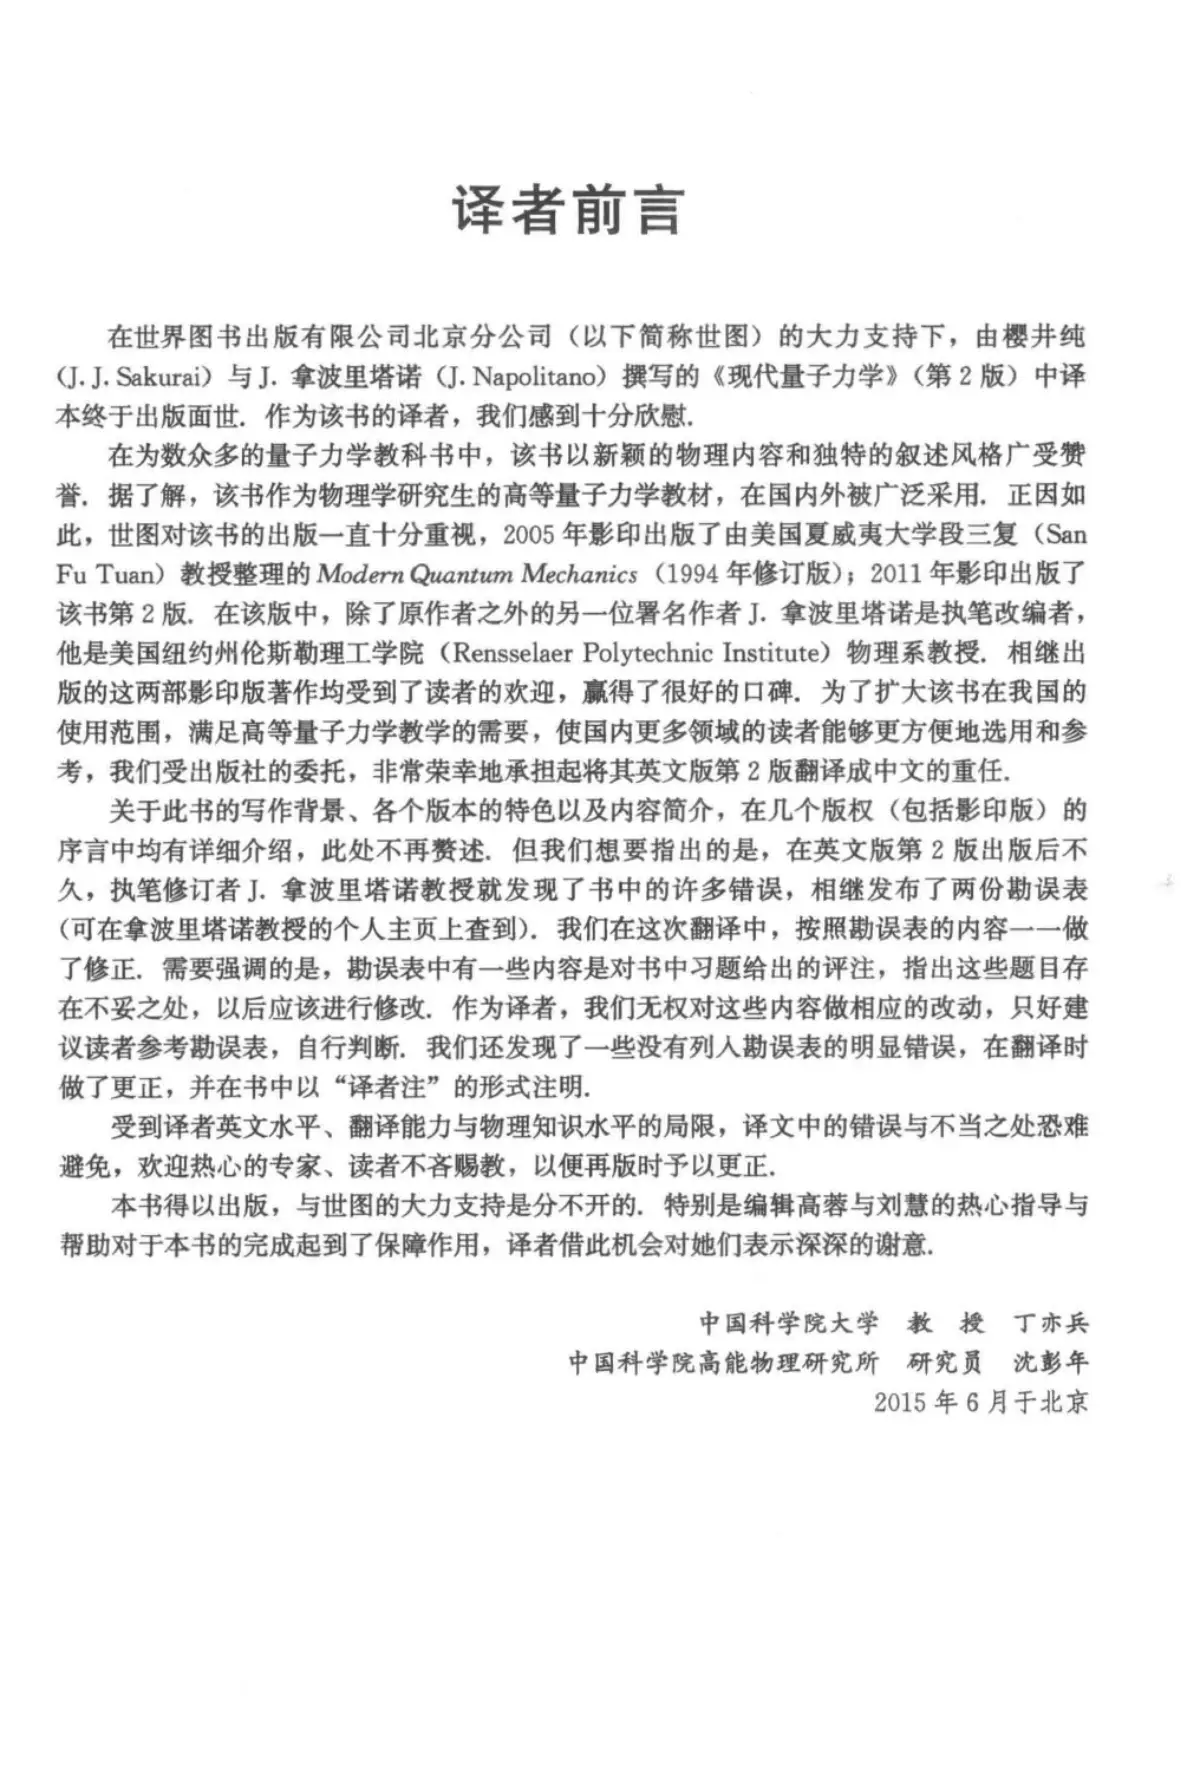 译者前言
在世界图书出版有限公司北京分公司（以下简称世图）的大力支持下，由樱井纯
(J. J. Sakurai）与 J. 拿波里塔诺（J. Napolitano）撰写的《现代量子力学》（第 2 版）中译
本终于出版面世. 作为该书的译者，我们感到十分欣慰.
在为数众多的量子力学教科书中，该书以新颖的物理内容和独特的叙述风格广受赞
誉. 据了解，该书作为物理学研究生的高等量子力学教材，在国内外被广泛采用. 正因如
此，世图对该书的出版一直十分重视，2005 年影印出版了由美国夏威夷大学段三复（San
Fu Tuan）教授整理的 Modern Quantum Mechanics（1994 年修订版）；2011 年影印出版了
该书第 2 版. 在该版中，除了原作者之外的另一位署名作者 J. 拿波里塔诺是执笔改编者，
他是美国纽约州伦斯勒理工学院（Rensselaer Polytechnic Institute）物理系教授. 相继出
版的这两部影印版著作均受到了读者的欢迎，赢得了很好的口碑. 为了扩大该书在我国的
使用范围，满足高等量子力学教学的需要，使国内更多领域的读者能够更方便地选用和参
考，我们受出版社的委托，非常荣幸地承担起将其英文版第 2 版翻译成中文的重任.
关于此书的写作背景、各个版本的特色以及内容简介，在几个版权（包括影印版）的
序言中均有详细介绍，此处不再赘述. 但我们想要指出的是，在英文版第 2 版出版后不
久，执笔修订者 J. 拿波里塔诺教授就发现了书中的许多错误，相继发布了两份勘误表
(可在拿波里塔诺教授的个人主页上查到). 我们在这次翻译中，按照勘误表的内容一一做
了修正. 需要强调的是，勘误表中有一些内容是对书中习题给出的评注，指出这些题目存
在不妥之处，以后应该进行修改. 作为译者，我们无权对这些内容做相应的改动，只好建
议读者参考勘误表，自行判断. 我们还发现了一些没有列入勘误表的明显错误，在翻译时
做了更正，并在书中以“译者注”的形式注明.
受到译者英文水平、翻译能力与物理知识水平的局限，译文中的错误与不当之处恐难
避免，欢迎热心的专家、读者不吝赐教，以便再版时予以更正.
本书得以出版，与世图的大力支持是分不开的. 特别是编辑高蓉与刘慧的热心指导与
帮助对于本书的完成起到了保障作用，译者借此机会对她们表示深深的谢意.
中国科学院大学 教 授 丁亦兵
中国科学院高能物理研究所 研究员 沈彭年
2015 年 6 月于北京